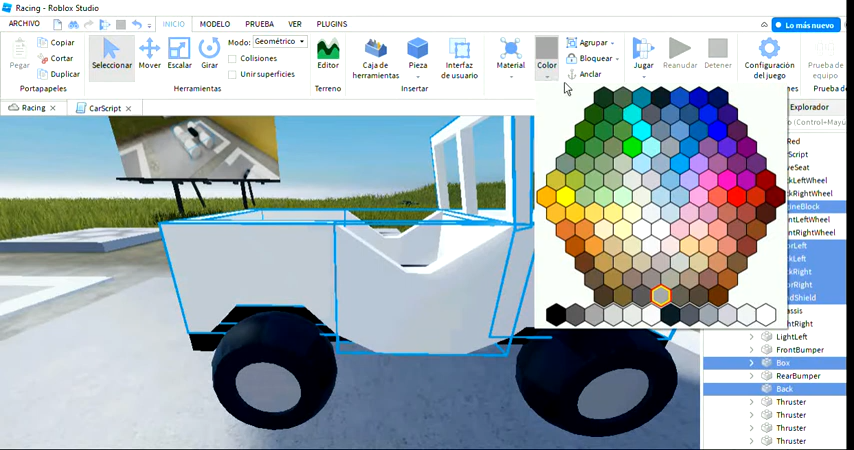 Racing - Roblox Studio
ARCHIVO
INICIO
MODELO
PRUEBA
VER
PLUGINS
Lo más nuevo
Pegar
Copiar
Cortar
Duplicar
Portapapeles
Seleccionar
Mover
Escalar
Girar
Modo: Geométrico
Colisiones
Unir superficies
Herramientas
Editor
Terreno
Caja de
herramientas
Pieza
Interfaz
de usuario
Insertar
Material
Color
Agrupar
Bloquear
Anclar
Jugar
Reanudar
Detener
Configuración
del juego
Prueba de
equipo
Racing
CarScript
Explorador
LightLeft
FrontBumper
Box
RearBumper
Back
Thruster
Thruster
Thruster
Thruster